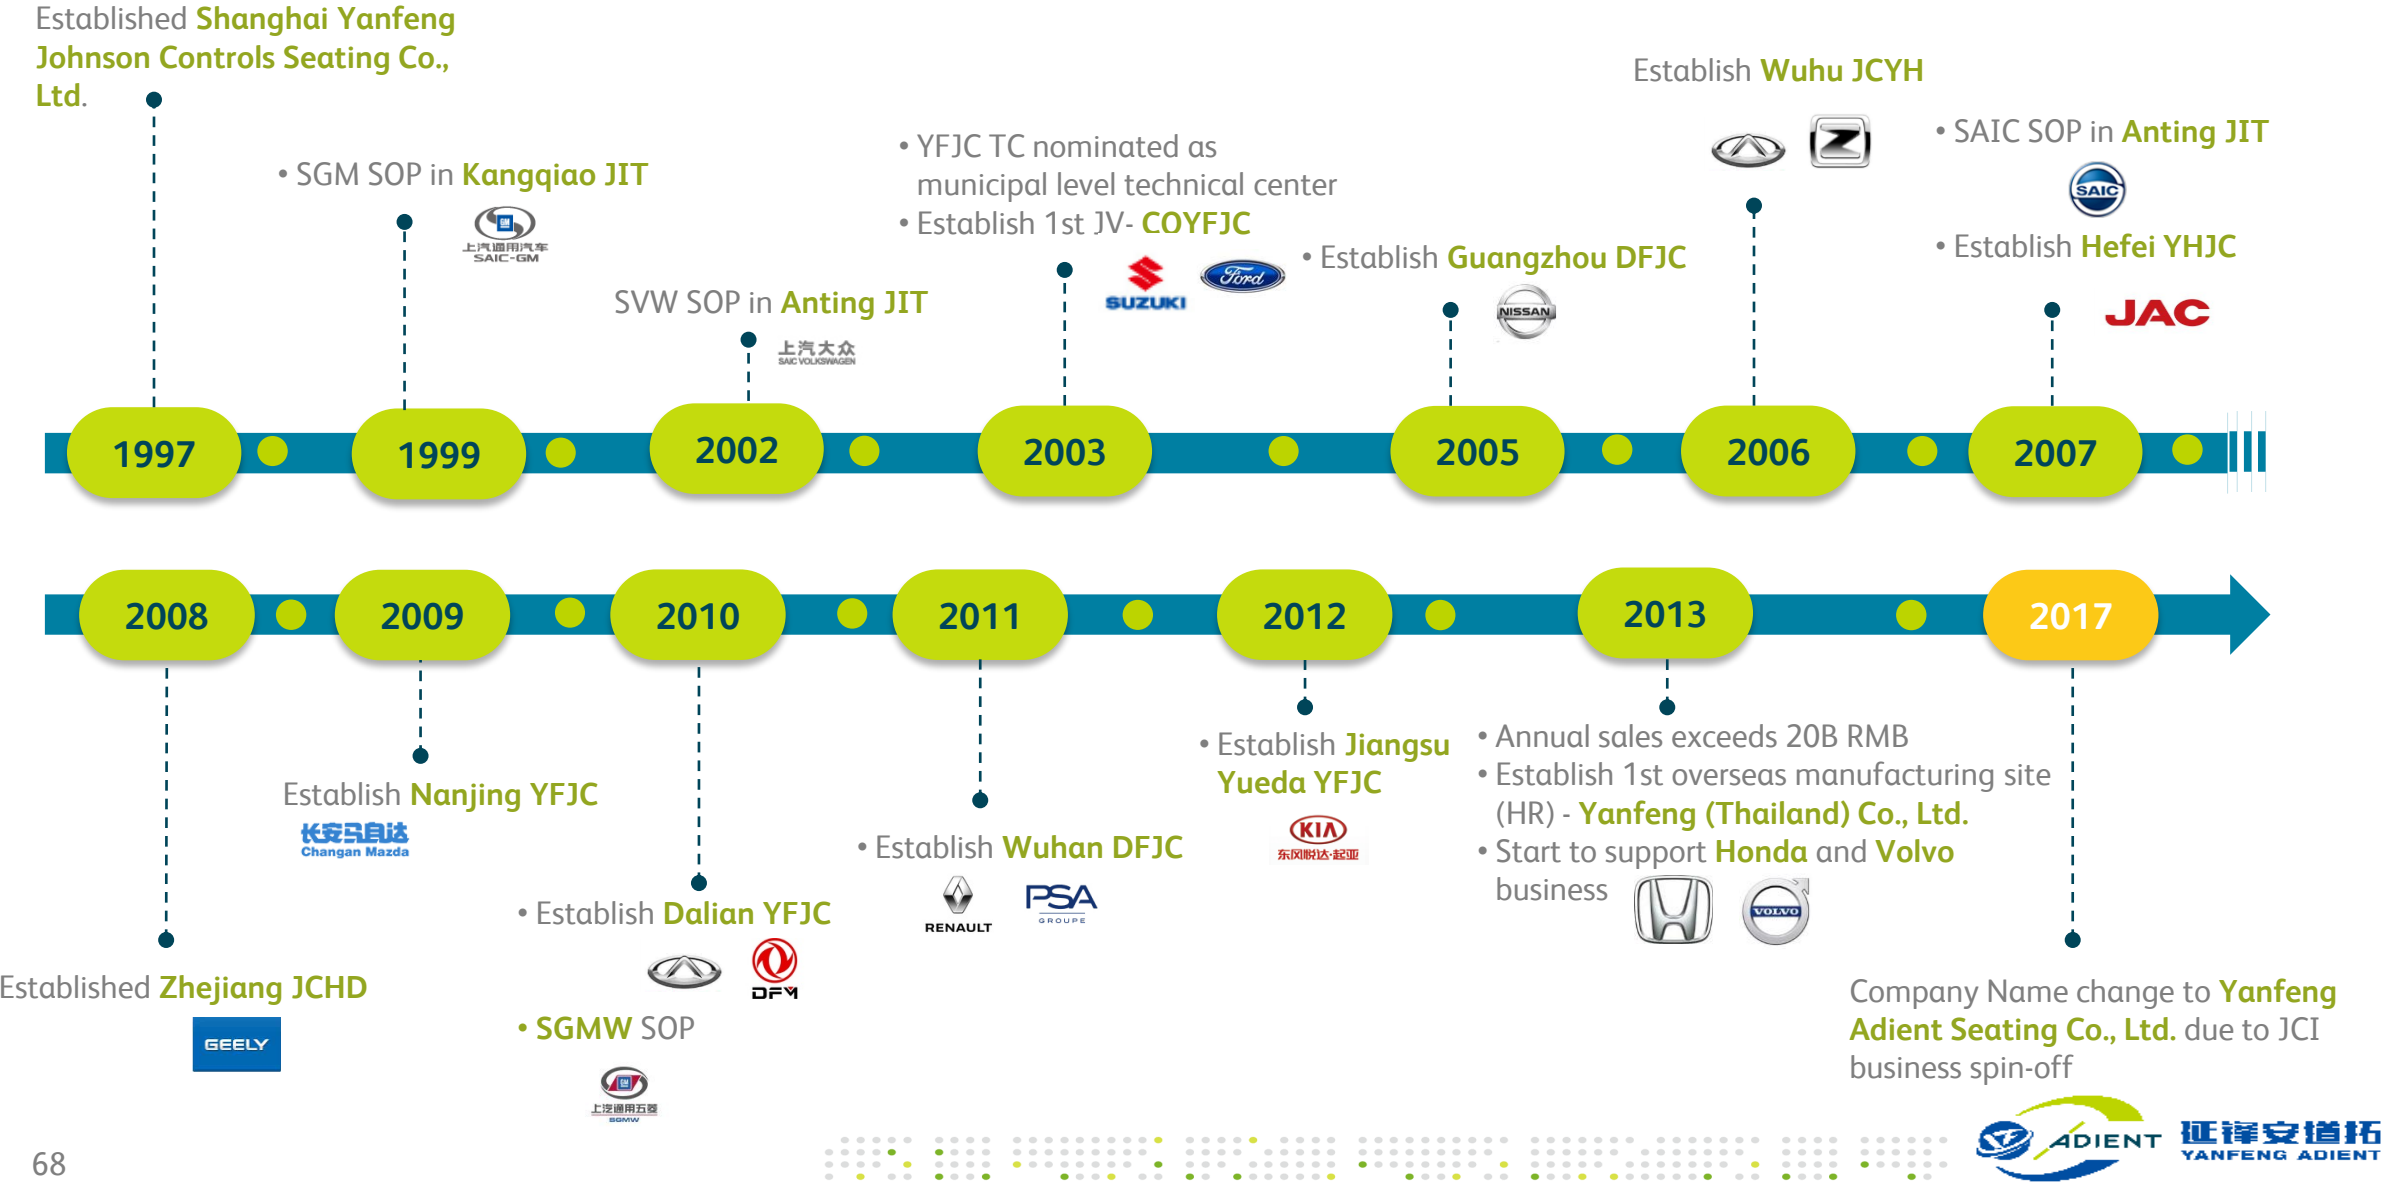 Established Shanghai Yanfeng
Johnson Controls Seating Co.,
Ltd.
• SGM SOP in Kangqiao JIT
上汽通用汽车
SAIC-GM
SVW SOP in Anting JIT
上汽大众
SAIC VOLKSWAGEN
• YFJC TC nominated as
municipal level technical center
• Establish 1st JV- COYFJC
SUZUKI
Ford
• Establish Guangzhou DFJC
NISSAN
Establish Wuhu JCYH
• SAIC SOP in Anting JIT
SAIC
• Establish Hefei YHJC
JAC
1997
1999
2002
2003
2005
2006
2007
2008
2009
2010
2011
2012
2013
2017
Established Zhejiang JCHD
GEELY
Establish Nanjing YFJC
长安马自达
Changan Mazda
• Establish Dalian YFJC
DFM
• SGMW SOP
GM
上汽通用五菱
SGMW
• Establish Wuhan DFJC
RENAULT
PSA
GROUPE
• Establish Jiangsu
Yueda YFJC
KIA
东风悦达·起亚
• Annual sales exceeds 20B RMB
• Establish 1st overseas manufacturing site
(HR) - Yanfeng (Thailand) Co., Ltd.
• Start to support Honda and Volvo
business
VOLVO
Company Name change to Yanfeng
Adient Seating Co., Ltd. due to JCI
business spin-off
ADIENT
延锋安道拓
YANFENG ADIENT
68